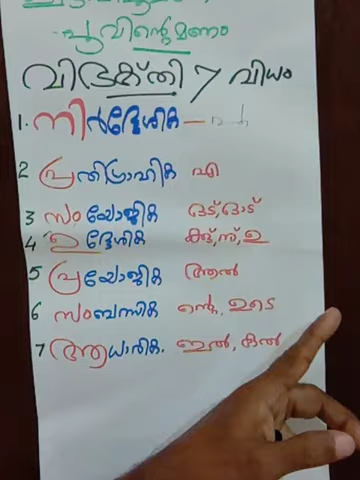 പൂവിന്റെ മണം
വിഭക്തി 7 വിധം
1. നിർദ്ദേശിക –
2 പ്രതിഗ്രാഹിക എ
3 സംയോജിക ഒട്, ഓട്
4 ഉദ്ദേശിക ക്ക്, ന്, ഉ
5 പ്രയോജിക ആൽ
6 സംബന്ധിക ന്റെ, ഉടെ
7 ആധാരിക. ഇൽ, കൽ